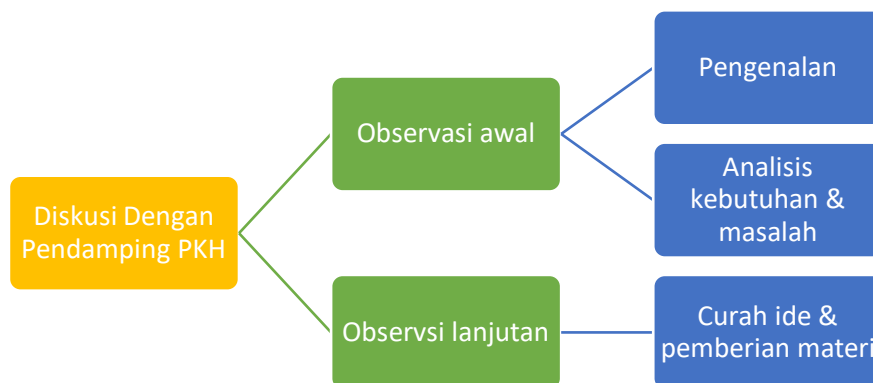 Diskusi Dengan
Pendamping PKH
Observasi awal
Pengenalan
Analisis
kebutuhan &
masalah
Observsi lanjutan
Curah ide &
pemberian materi